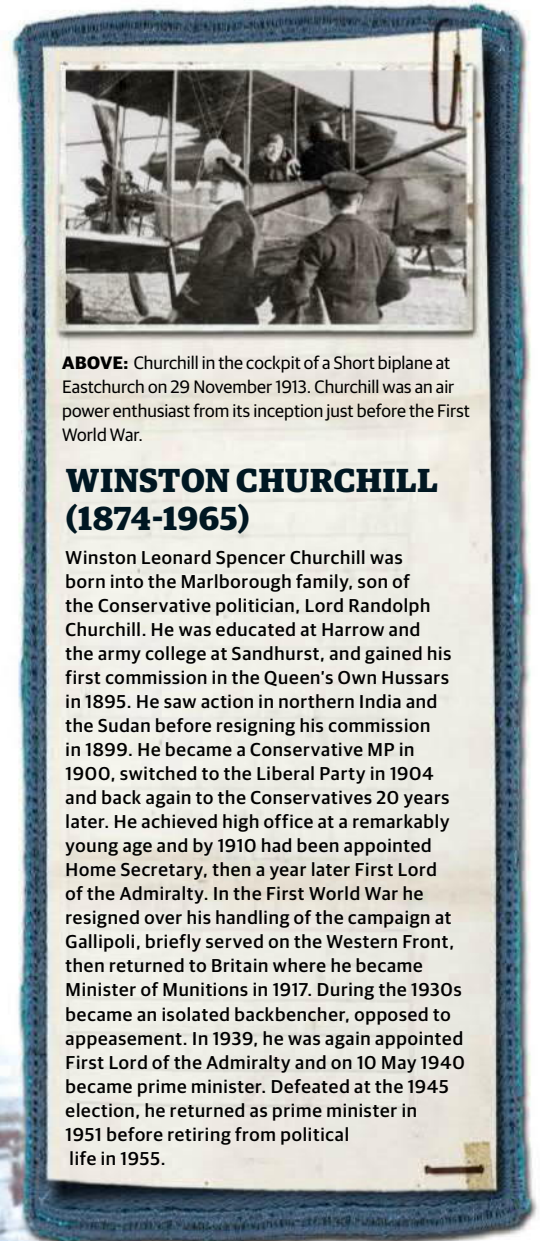 ABOVE: Churchill in the cockpit of a Short biplane at
Eastchurch on 29 November 1913. Churchill was an air
power enthusiast from its inception just before the First
World War.
WINSTON CHURCHILL
(1874-1965)
Winston Leonard Spencer Churchill was
born into the Marlborough family, son of
the Conservative politician, Lord Randolph
Churchill. He was educated at Harrow and
the army college at Sandhurst, and gained his
first commission in the Queen's Own Hussars
in 1895. He saw action in northern India and
the Sudan before resigning his commission
in 1899. He became a Conservative MP in
1900, switched to the Liberal Party in 1904
and back again to the Conservatives 20 years
later. He achieved high office at a remarkably
young age and by 1910 had been appointed
Home Secretary, then a year later First Lord
of the Admiralty. In the First World War he
resigned over his handling of the campaign at
Gallipoli, briefly served on the Western Front,
then returned to Britain where he became
Minister of Munitions in 1917. During the 1930s
became an isolated backbencher, opposed to
appeasement. In 1939, he was again appointed
First Lord of the Admiralty and on 10 May 1940
became prime minister. Defeated at the 1945
election, he returned as prime minister in
1951 before retiring from political
life in 1955.